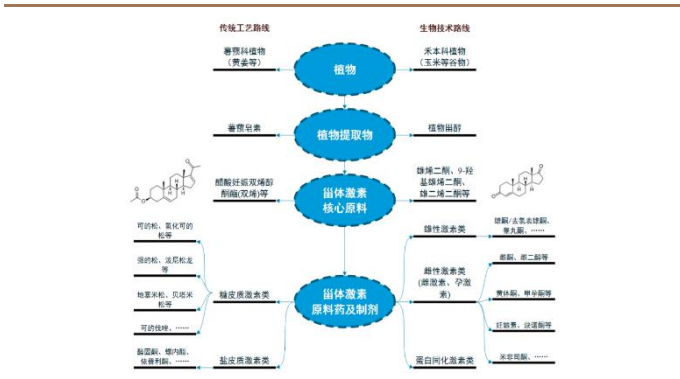 传统工艺路线
生物技术路线
薯蓣科植物
（黄姜等）
植物
禾本科植物
（玉米等谷物）
薯蓣皂素
植物提取物
植物甾醇
醋酸妊娠双烯醇
酮酯(双烯)等
甾体激素
核心原料
雄烯二酮、9-羟
基雄烯二酮、
雄二烯二酮等
可的松、氢化可的
松等
强的松、泼尼松龙
等
地塞米松、贝塔米
松等
可的伐唑、……
糖皮质激素类
甾体激素
原料药及制剂
雄性激素类
雄酮/去氢表雄酮、
睾丸酮、……
雌性激素类
(雌激素、孕激
素)
雌酮、雌二醇等
黄体酮、甲孕酮等
妊娠素、炔诺酮等
醛固酮、螺内酯、
依普利酮、……
盐皮质激素类
蛋白同化激素类
米非司酮、……